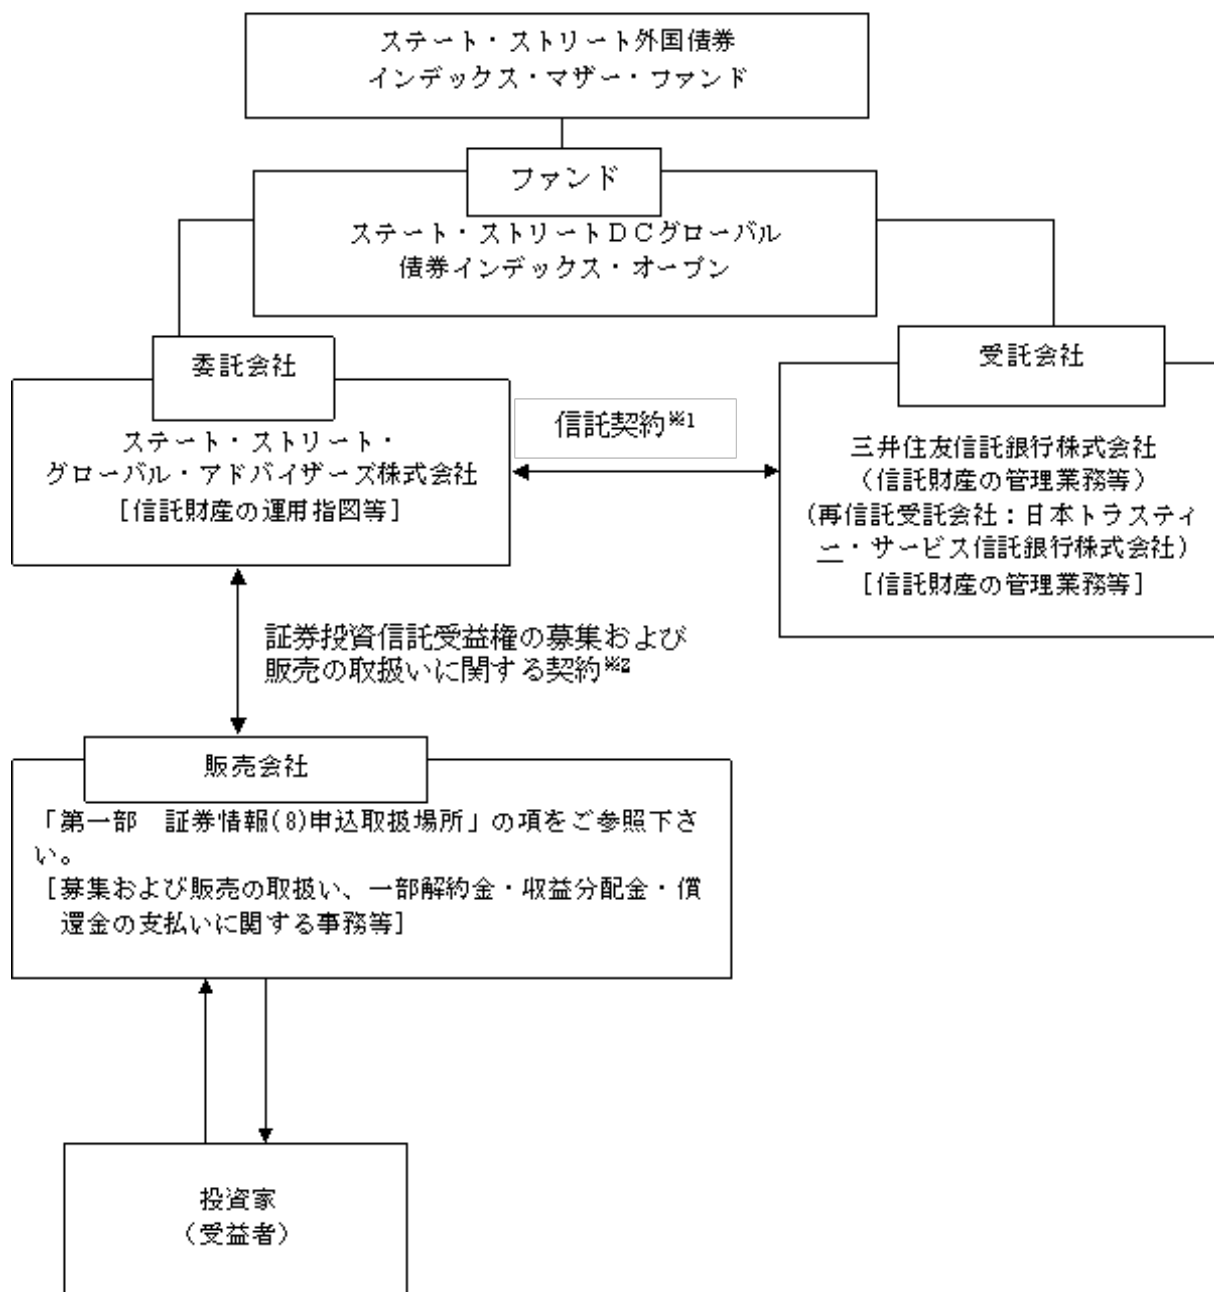 ステート・ストリート外国債券
インデックス・マザー・ファンド
ファンド
ステート・ストリートＤＣグローバル
債券インデックス・オープン
委託会社
ステート・ストリート・
グローバル・アドバイザーズ株式会社
［信託財産の運用指図等］
信託契約※1
受託会社
三井住友信託銀行株式会社
（信託財産の管理業務等）
(再信託受託会社：日本トラスティ
ー・サービス信託銀行株式会社）
［信託財産の管理業務等］
証券投資信託受益権の募集および
販売の取扱いに関する契約※2
販売会社
「第一部　証券情報(8)申込取扱場所」の項をご参照下さ
い。
［募集および販売の取扱い、一部解約金・収益分配金・償
還金の支払いに関する事務等］
投資家
（受益者）